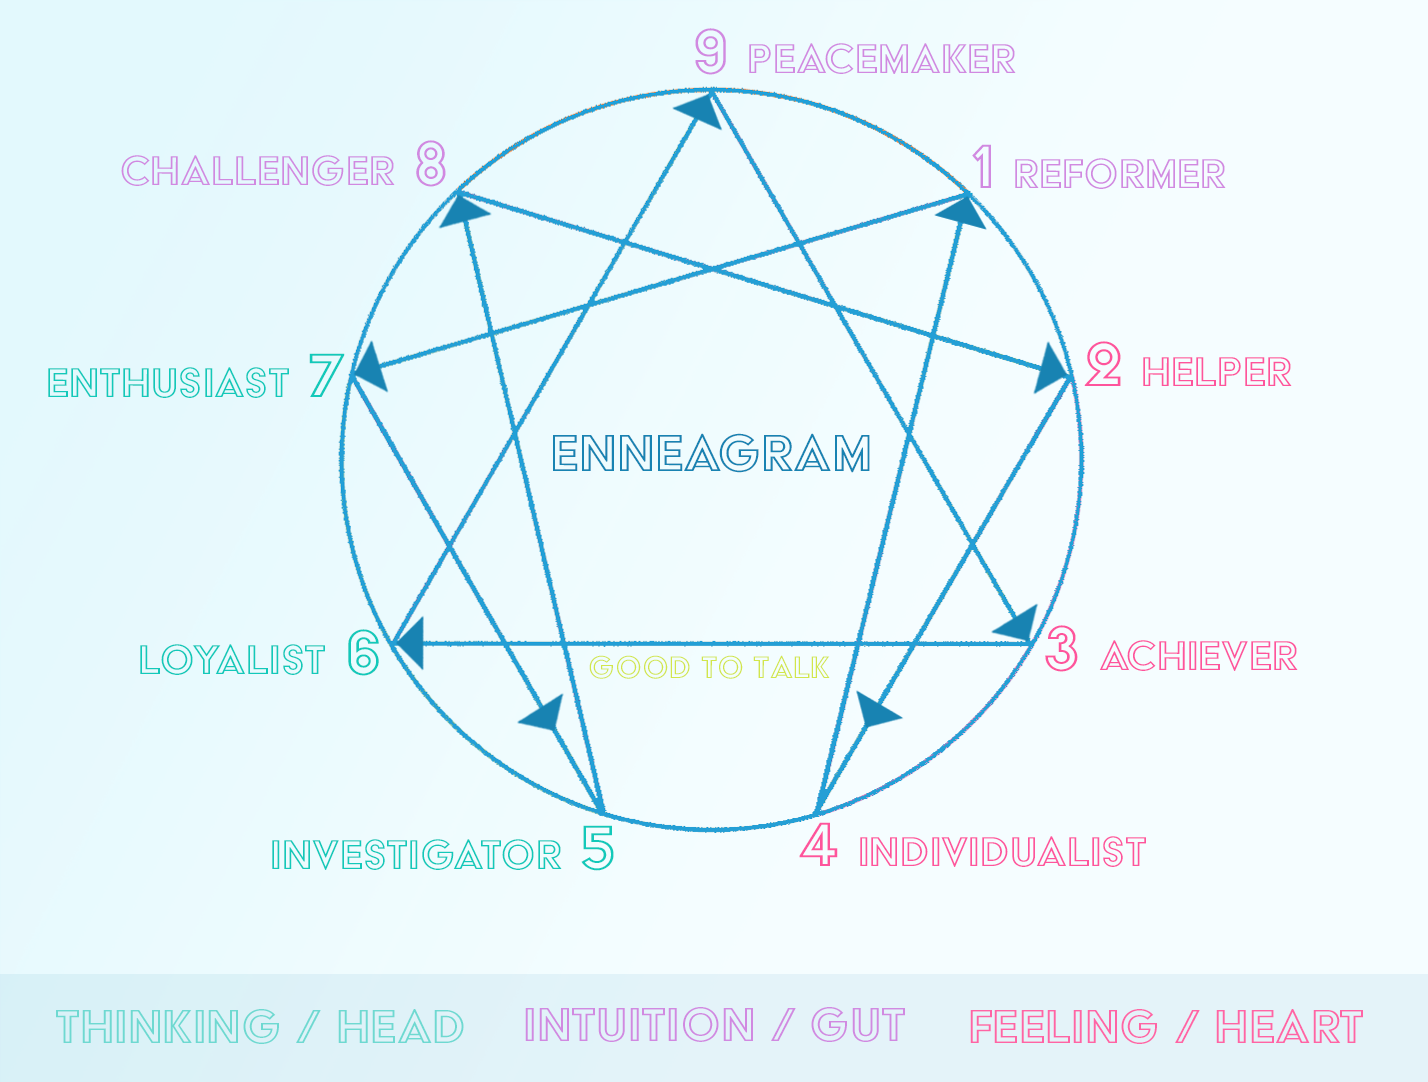 9 PEACEMAKER
CHALLENGER 8
1 REFORMER
ENTHUSIAST 7
2 HELPER
ENNEAGRAM
LOYALIST 6
3 ACHIEVER
GOOD TO TALK
INVESTIGATOR 5
4 INDIVIDUALIST
THINKING / HEAD
INTUITION / GUT
FEELING / HEART